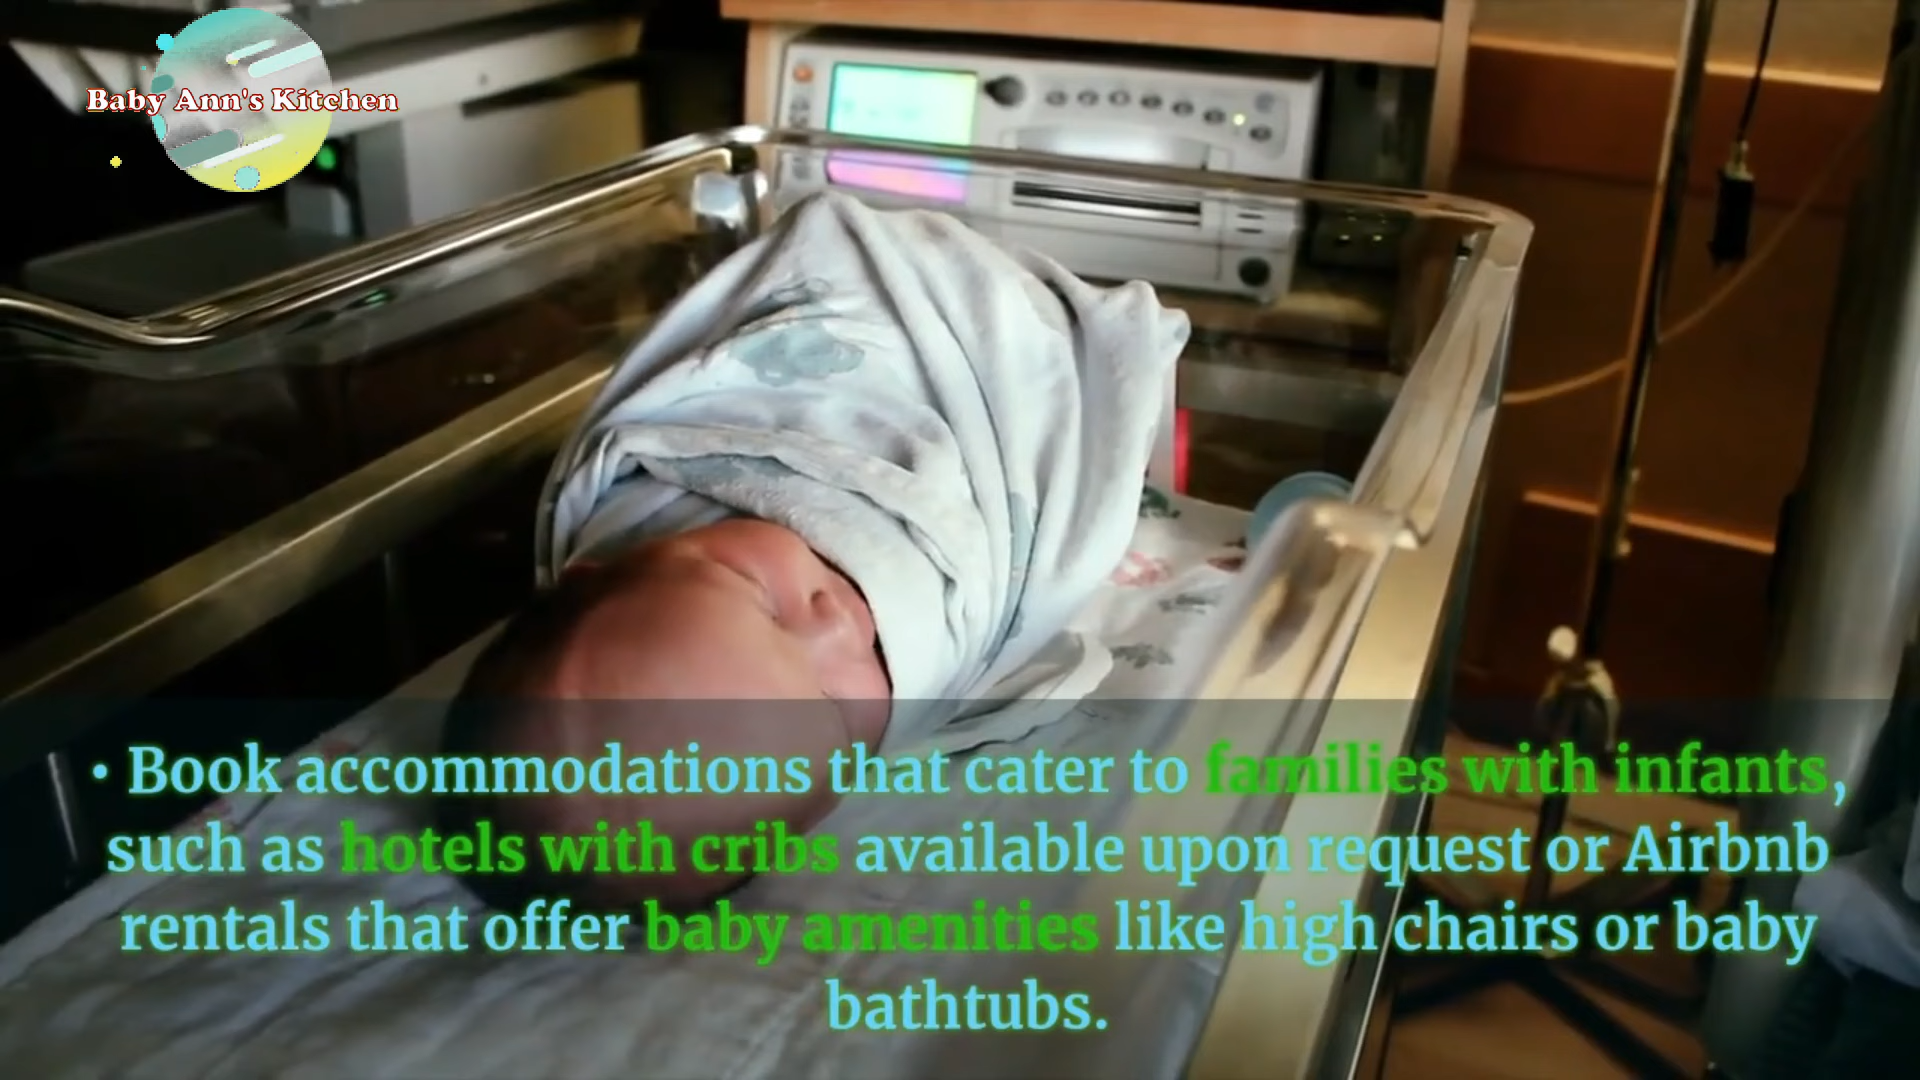 Baby Ann's Kitchen
• Book accommodations that cater to families with infants,
such as hotels with cribs available upon request or Airbnb
rentals that offer baby amenities like high chairs or baby
bathtubs.